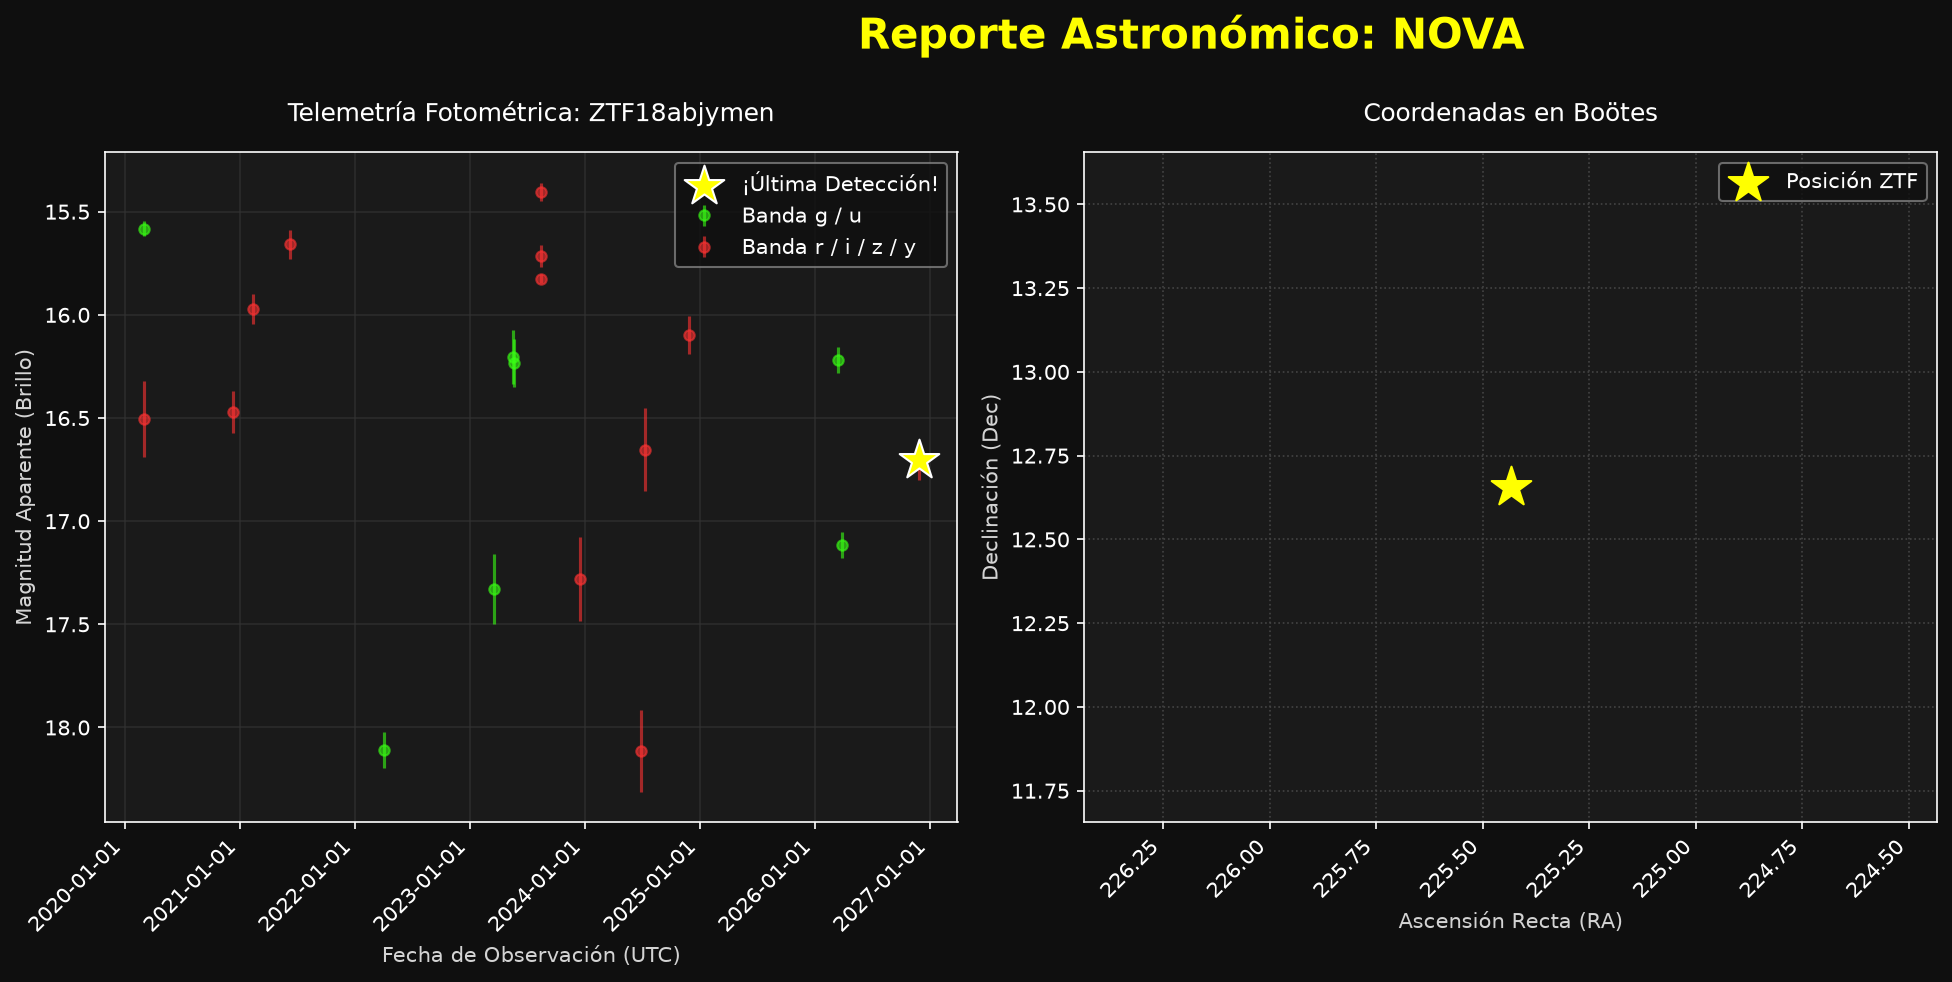 Reporte Astronómico: NOVA
Telemetría Fotométrica: ZTF18abjymen
¡Última Detección!
Banda g / u
Banda r / i / z / y
Magnitud Aparente (Brillo)
15.5
16.0
16.5
17.0
17.5
18.0
2020-01-01
2021-01-01
2022-01-01
2023-01-01
2024-01-01
2025-01-01
2026-01-01
2027-01-01
Fecha de Observación (UTC)
Coordenadas en Boötes
Posición ZTF
Declinación (Dec)
13.50
13.25
13.00
12.75
12.50
12.25
12.00
11.75
226.25
226.00
225.75
225.50
225.25
225.00
224.75
224.50
Ascensión Recta (RA)